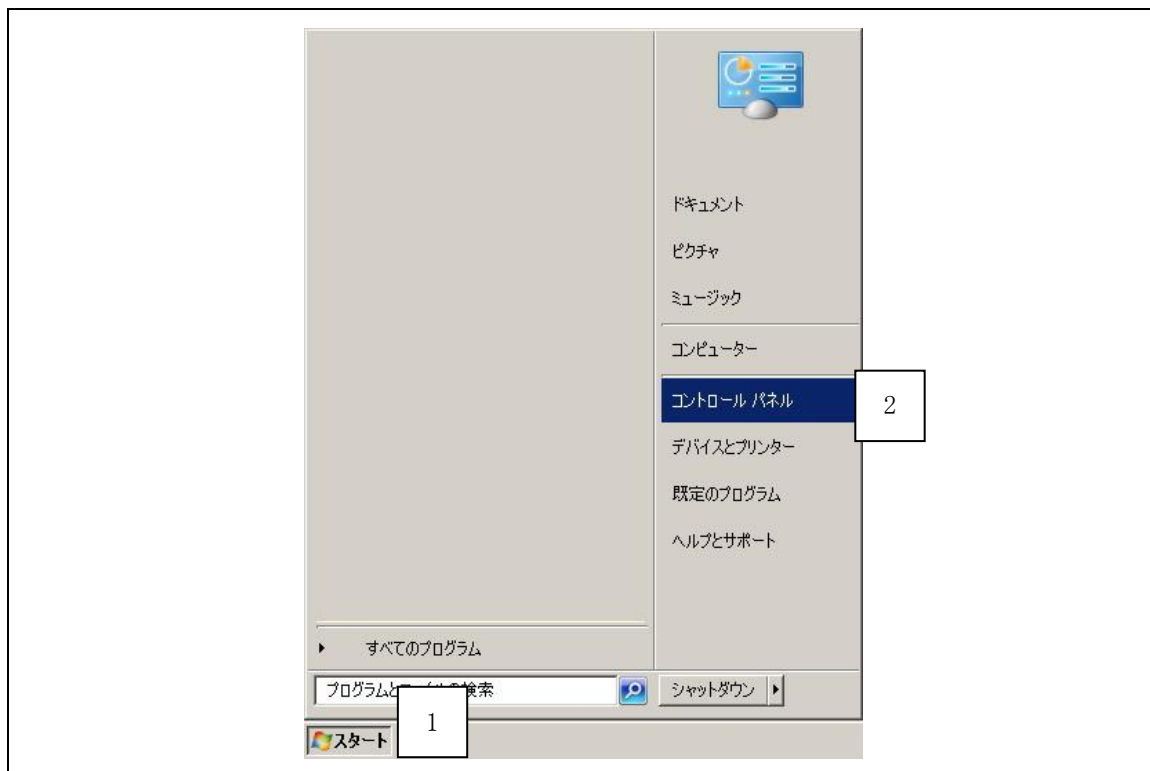 ドキュメント
ピクチャ
ミュージック
コンピューター
コントロール パネル
2
デバイスとプリンター
既定のプログラム
ヘルプとサポート
すべてのプログラム
プログラムと 検索
シャットダウン
1
スタート